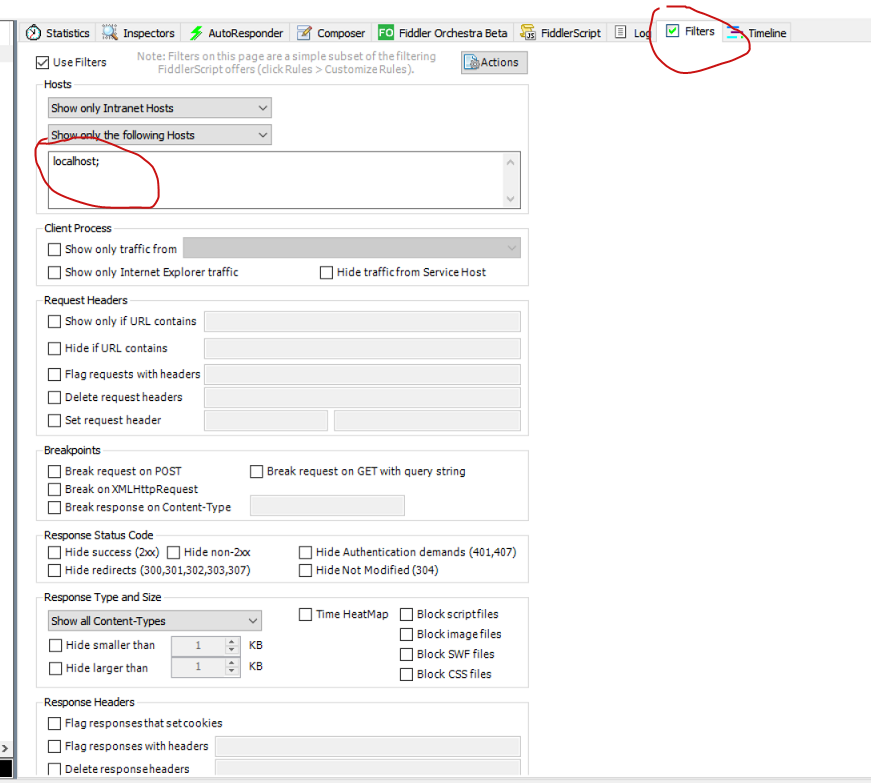 Statistics Inspectors AutoResponder Composer FO Fiddler Orchestra Beta FiddlerScript Log Filters Timeline
Use Filters
Note: Filters on this page are a simple subset of the filtering
FiddlerScript offers (click Rules > Customize Rules).
Actions
Hosts
Show only Intranet Hosts
Show only the following Hosts
localhost;
Client Process
Show only traffic from
Show only Internet Explorer traffic Hide traffic from Service Host
Request Headers
Show only if URL contains
Hide if URL contains
Flag requests with headers
Delete request headers
Set request header
Breakpoints
Break request on POST Break request on GET with query string
Break on XMLHttpRequest
Break response on Content-Type
Response Status Code
Hide success (2xx) Hide non-2xx Hide Authentication demands (401,407)
Hide redirects (300,301,302,303,307) Hide Not Modified (304)
Response Type and Size
Show all Content-Types Time HeatMap Block script files
Block image files
Hide smaller than 1 KB
Block SWF files
Hide larger than 1 KB
Block CSS files
Response Headers
Flag responses that set cookies
Flag responses with headers
Delete response headers